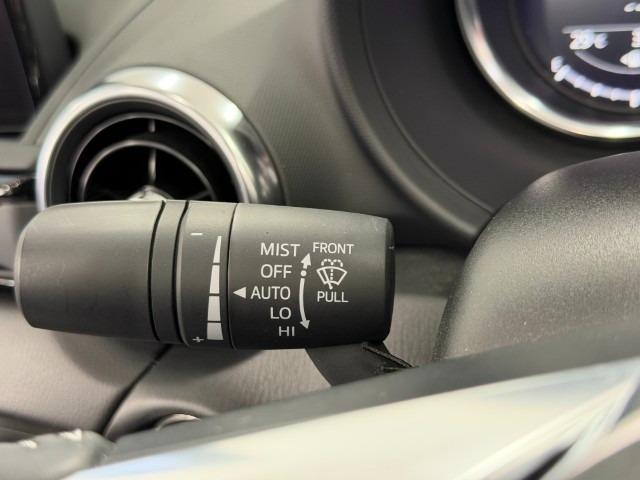 MIST FRONT
OFF
AUTO PULL
LO
HI
-
+